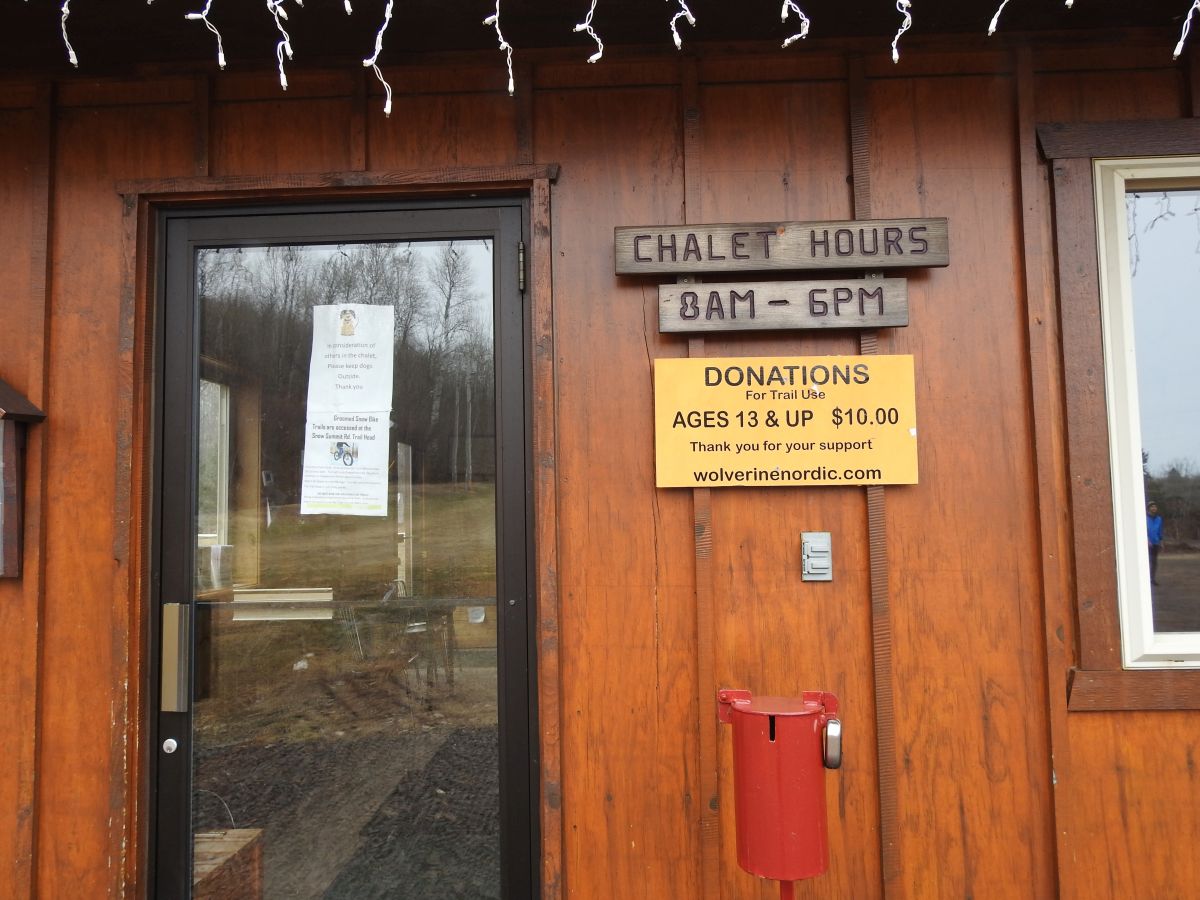 In consideration of
others in the chalet,
Please keep dogs
Outside.
Thank you
Groomed Snow Bike
Trails are accessed at the
Snow Summit Rd. Trail Head
CHALET HOURS
8AM - 6PM
DONATIONS
For Trail Use
AGES 13 & UP $10.00
Thank you for your support
wolverinenordic.com